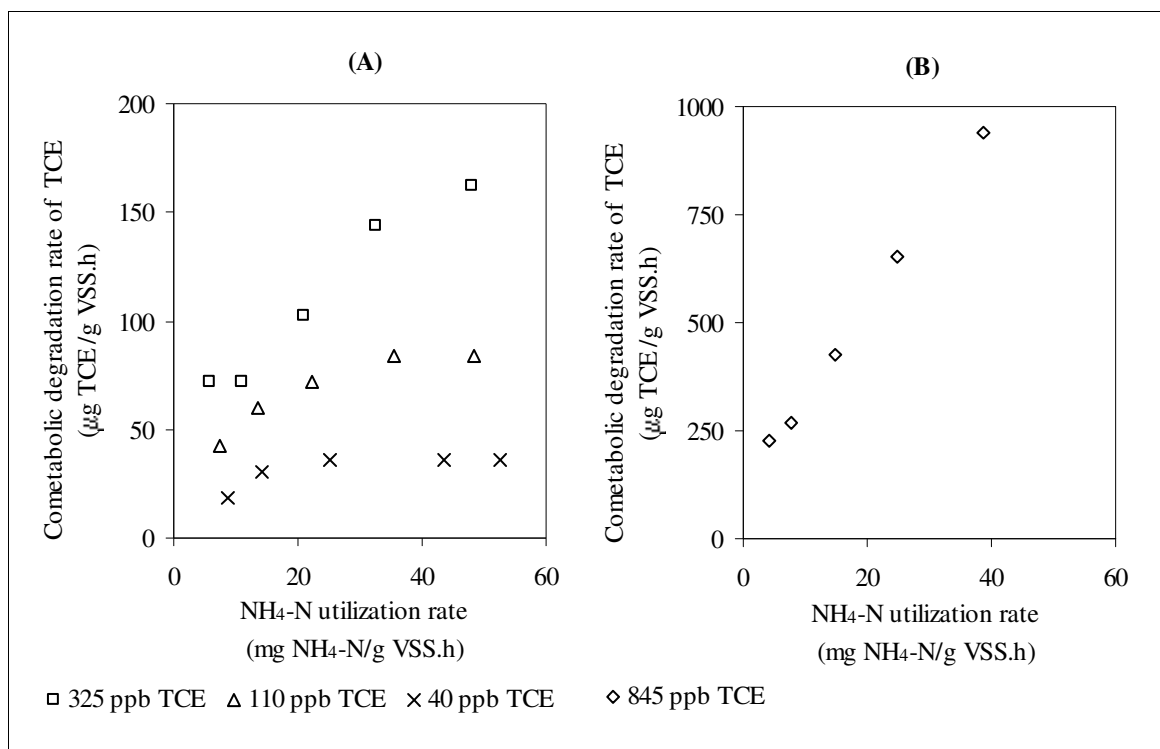 (A)
Cometabolic degradation rate of TCE
(µg TCE/g VSS.h)
200
150
100
50
0
0 20 40 60
NH₄-N utilization rate
(mg NH₄-N/g VSS.h)
(B)
Cometabolic degradation rate of TCE
(µg TCE/g VSS.h)
1000
750
500
250
0
0 20 40 60
NH₄-N utilization rate
(mg NH₄-N/g VSS.h)
325 ppb TCE 110 ppb TCE 40 ppb TCE 845 ppb TCE